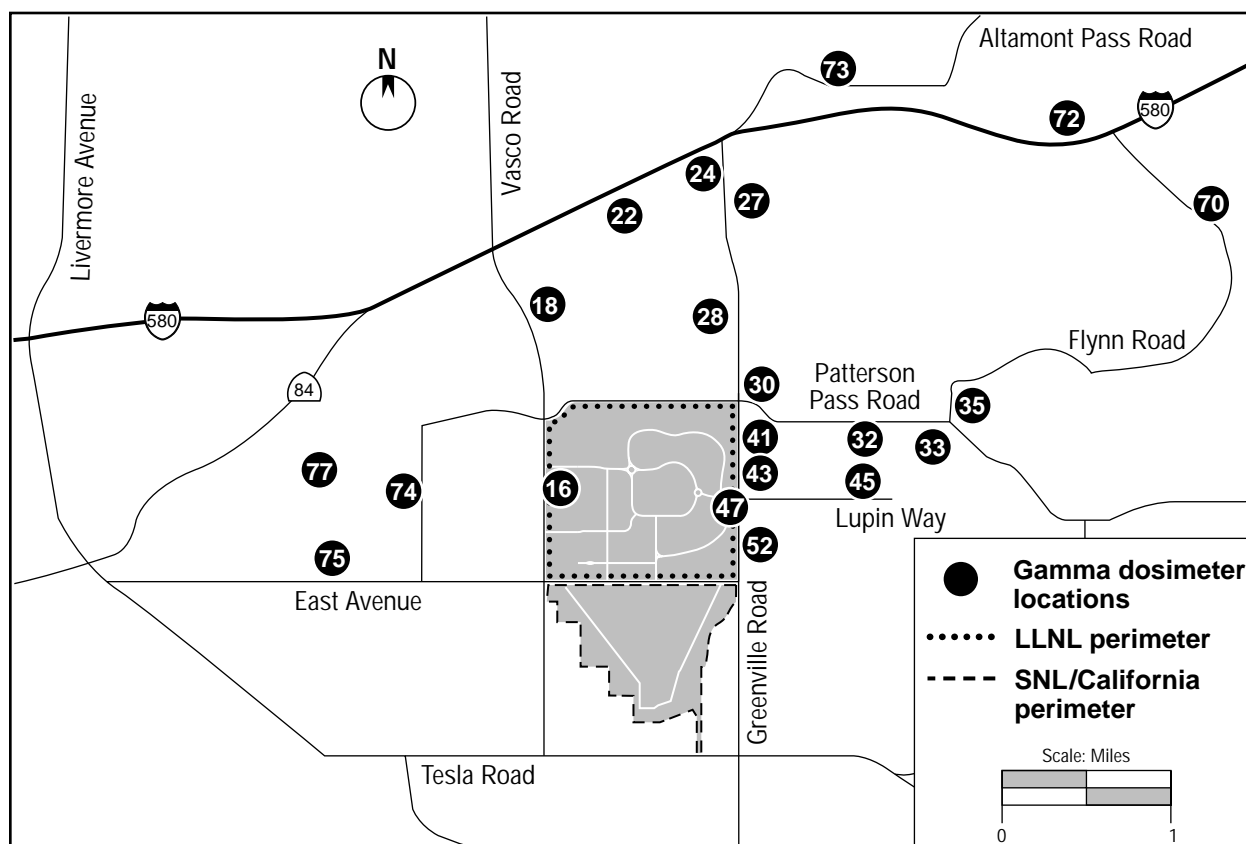 Altamont Pass Road
N
73
Livermore Avenue
Vasco Road
580
72
24
27
22
70
18
28
580
Flynn Road
84
30
Patterson
Pass Road
35
41
32
33
77
43
74
16
45
47
Lupin Way
52
75
East Avenue
Greenville Road
Tesla Road
Gamma dosimeter
locations
LLNL perimeter
SNL/California
perimeter
Scale: Miles
0
1